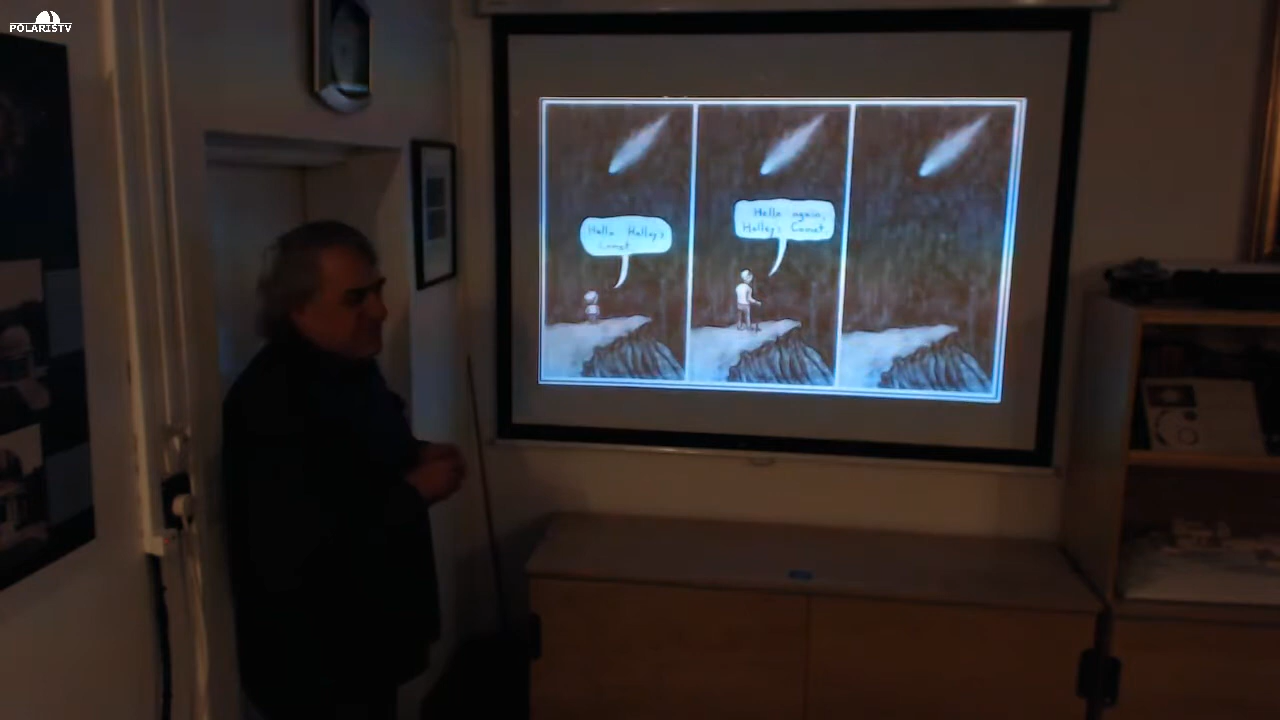 POLARISTV
Hello Halley's
Comet
Hello again,
Halley's Comet.